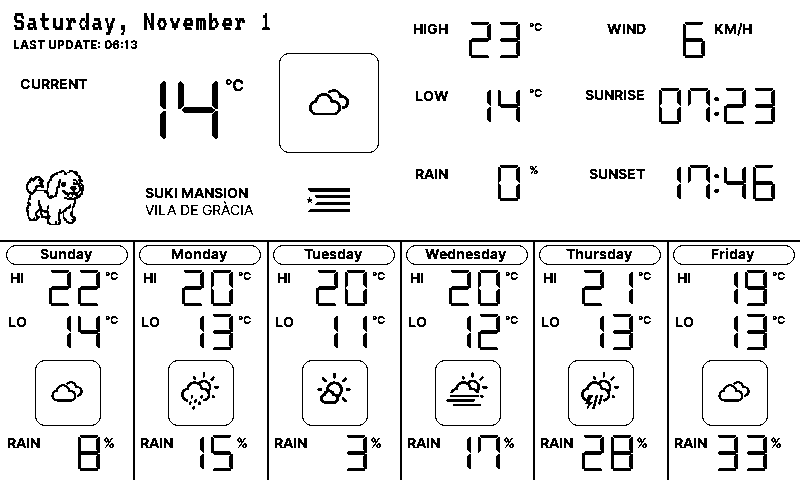 Saturday, November 1
LAST UPDATE: 06:13
CURRENT 14 °C
SUKI MANSION
VILA DE GRÀCIA
HIGH 23 °C
LOW 14 °C
RAIN 0 %
WIND 6 KM/H
SUNRISE 07:23
SUNSET 17:46
Sunday
HI 22 °C
LO 14 °C
RAIN 8 %
Monday
HI 20 °C
LO 13 °C
RAIN 15 %
Tuesday
HI 20 °C
LO 11 °C
RAIN 3 %
Wednesday
HI 20 °C
LO 12 °C
RAIN 17 %
Thursday
HI 21 °C
LO 13 °C
RAIN 28 %
Friday
HI 19 °C
LO 13 °C
RAIN 33 %